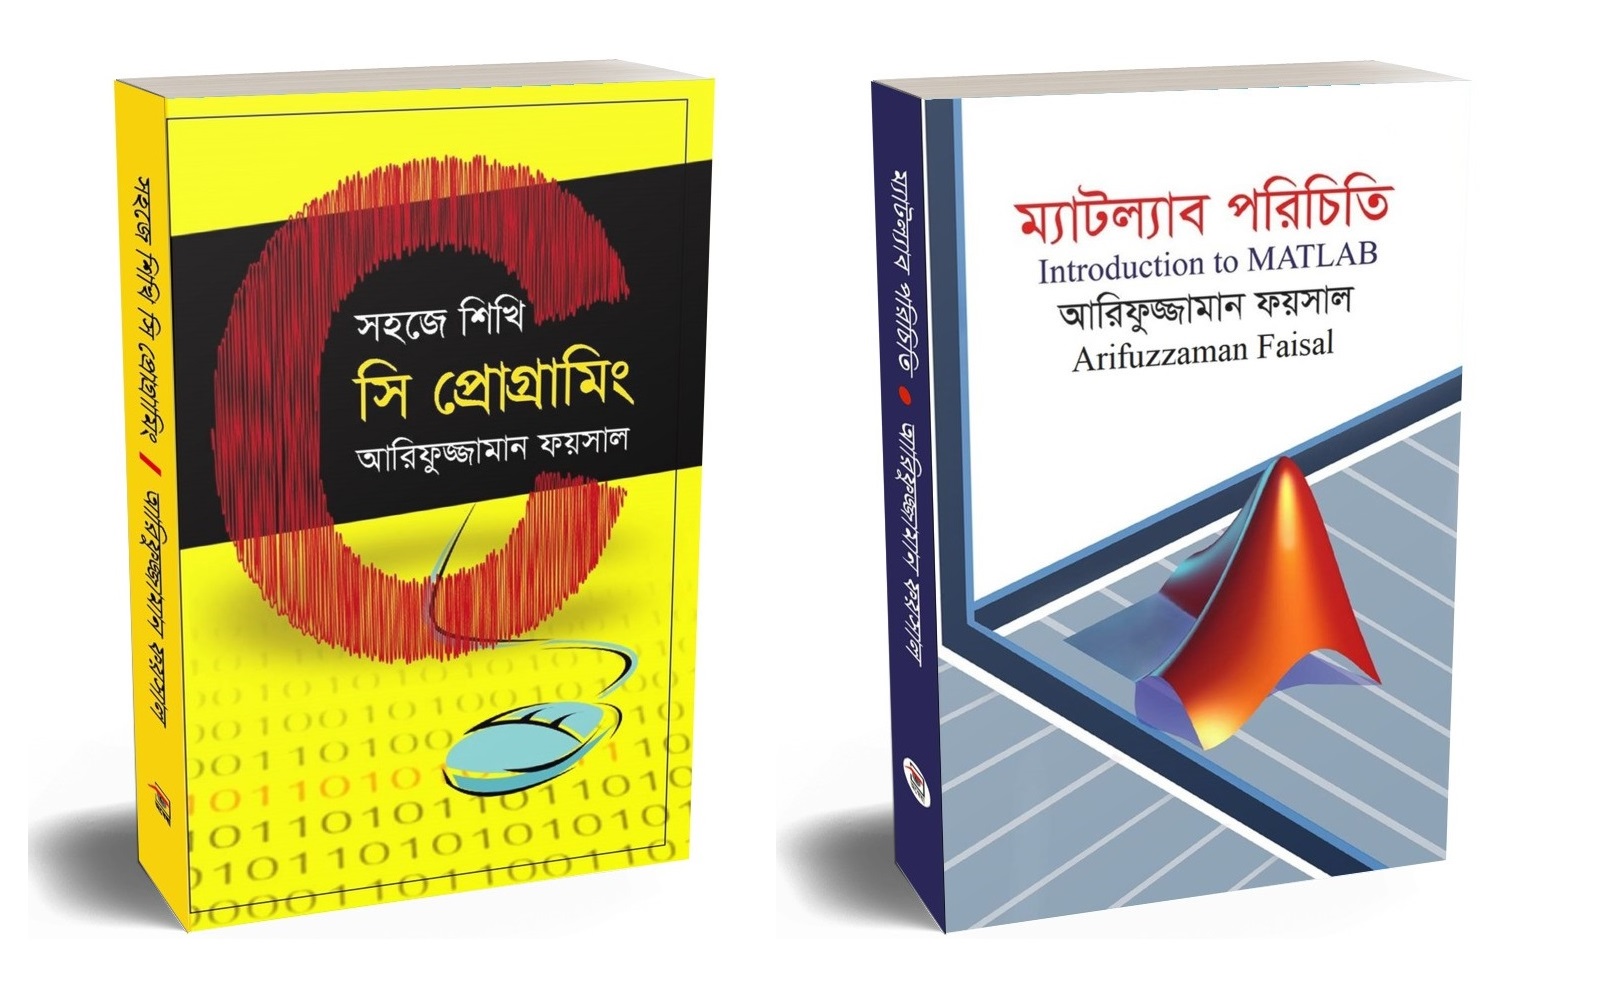 সহজে শিখি সি প্রোগ্রামিং / আরিফুজ্জামান ফয়সাল
সহজে শিখি
সি প্রোগ্রামিং
আরিফুজ্জামান ফয়সাল
ম্যাটল্যাব পরিচিতি • আরিফুজ্জামান ফয়সাল
ম্যাটল্যাব পরিচিতি
Introduction to MATLAB
আরিফুজ্জামান ফয়সাল
Arifuzzaman Faisal